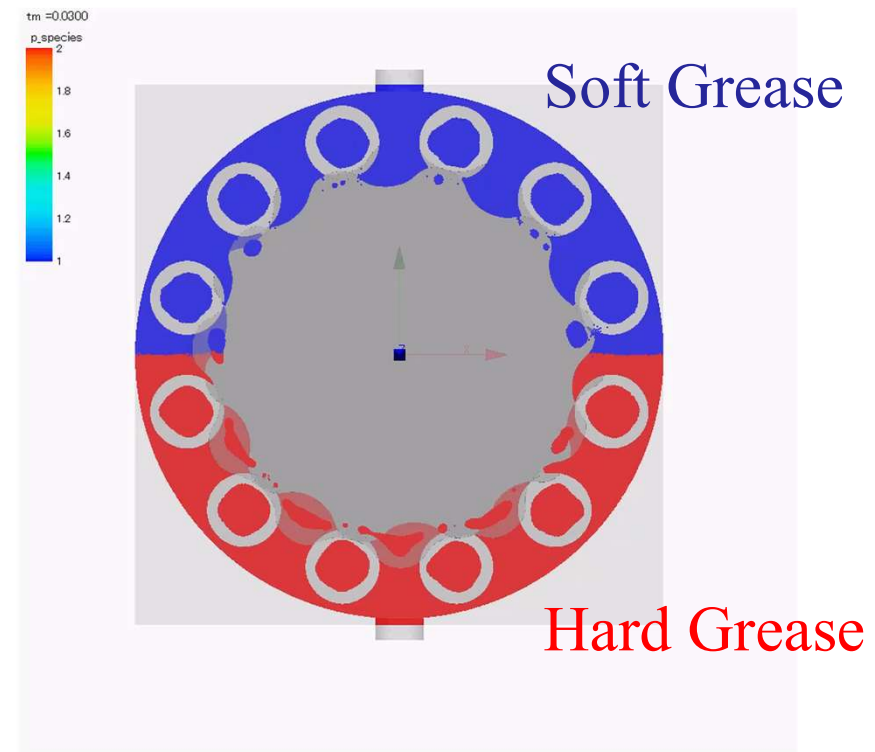 tm =0.0300
p_species
2
1.8
1.6
1.4
1.2
1
Soft Grease
Z
X
Hard Grease